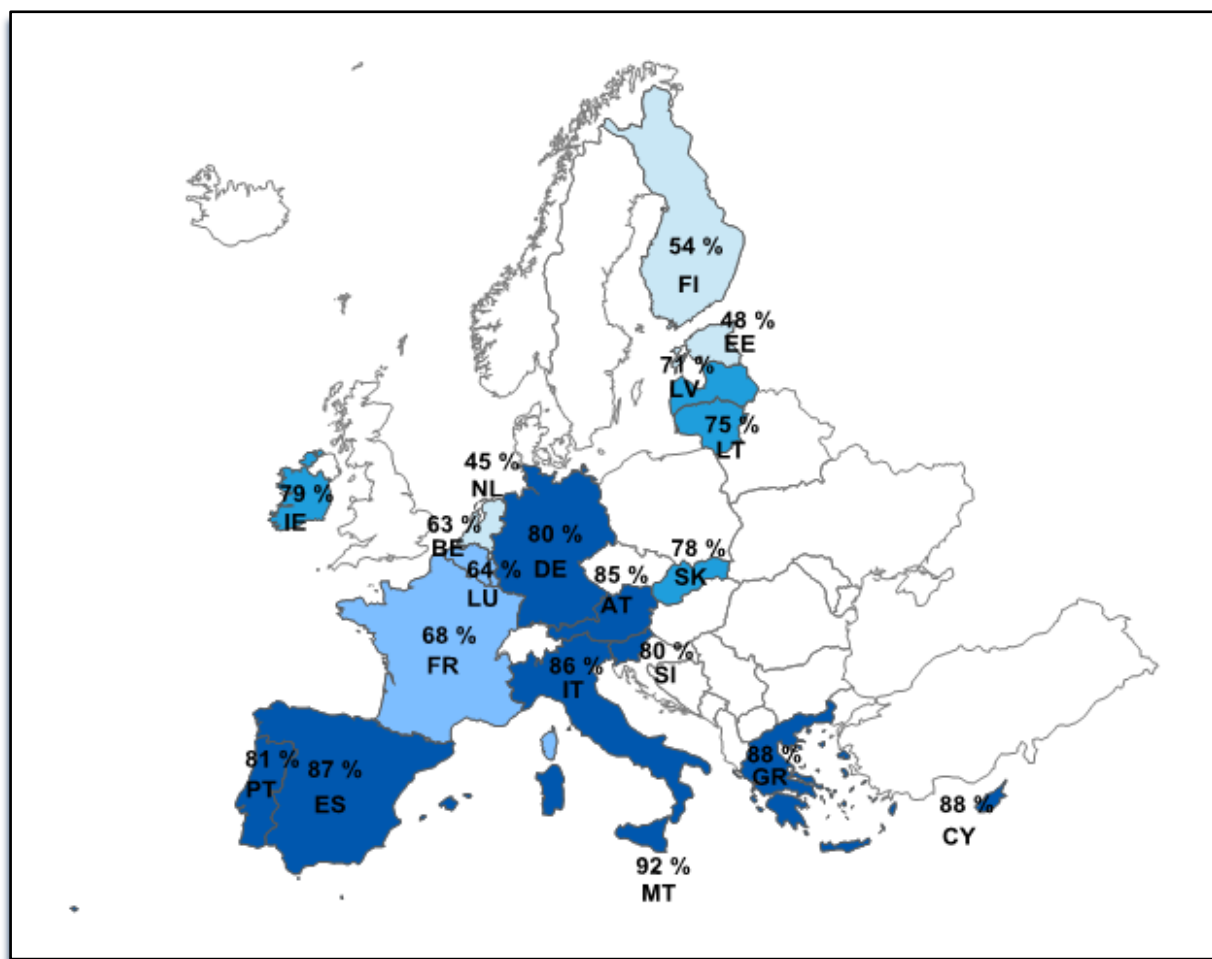 54 %
FI
48 %
EE
71 %
LV
75 %
LT
45 %
NL
79 %
IE
63 %
BE
80 %
DE
78 %
SK
64 %
LU
85 %
AT
68 %
FR
80 %
SI
86 %
IT
81 %
PT
87 %
ES
88 %
GR
88 %
CY
92 %
MT